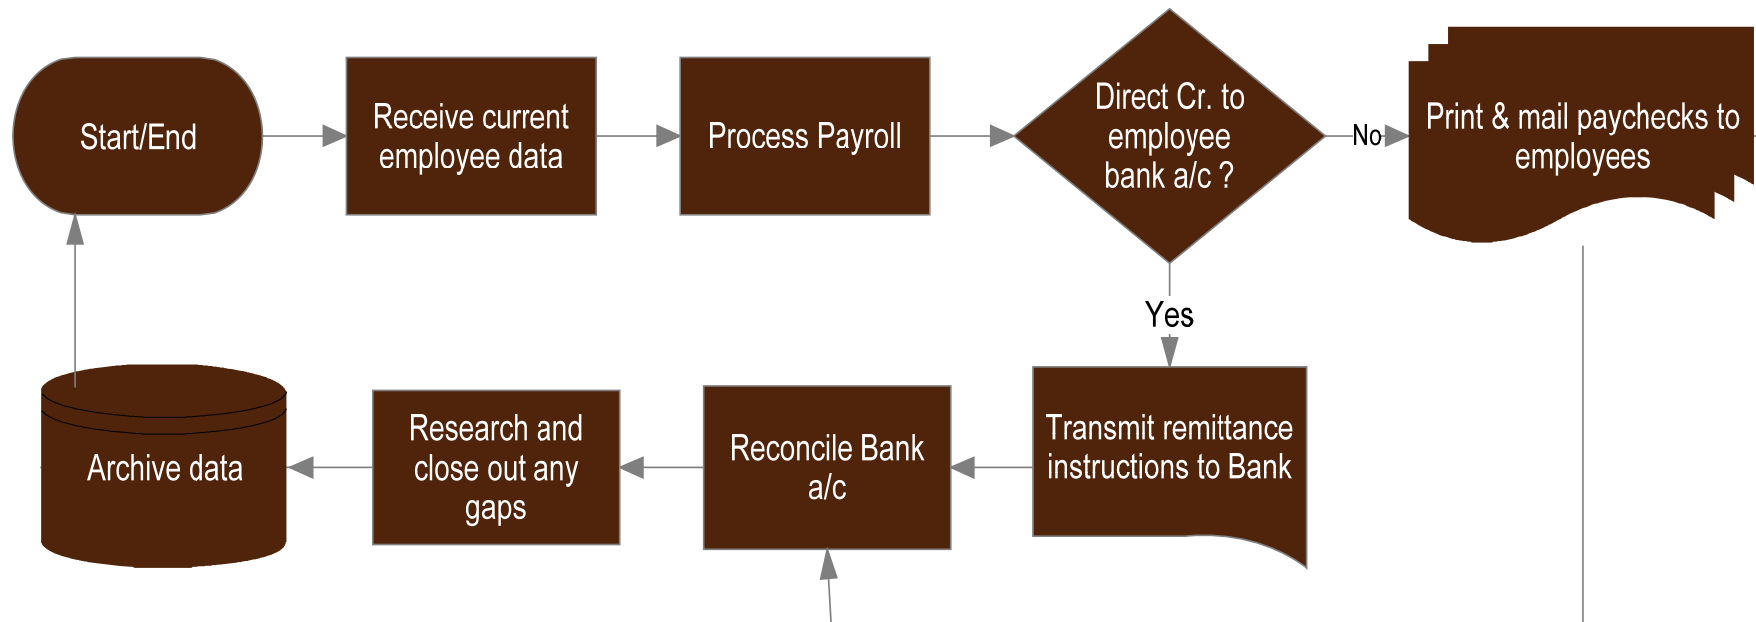 Start/End
Receive current
employee data
Process Payroll
Direct Cr. to
employee
bank a/c ?
No
Print & mail paychecks to
employees
Yes
Transmit remittance
instructions to Bank
Reconcile Bank
a/c
Research and
close out any
gaps
Archive data